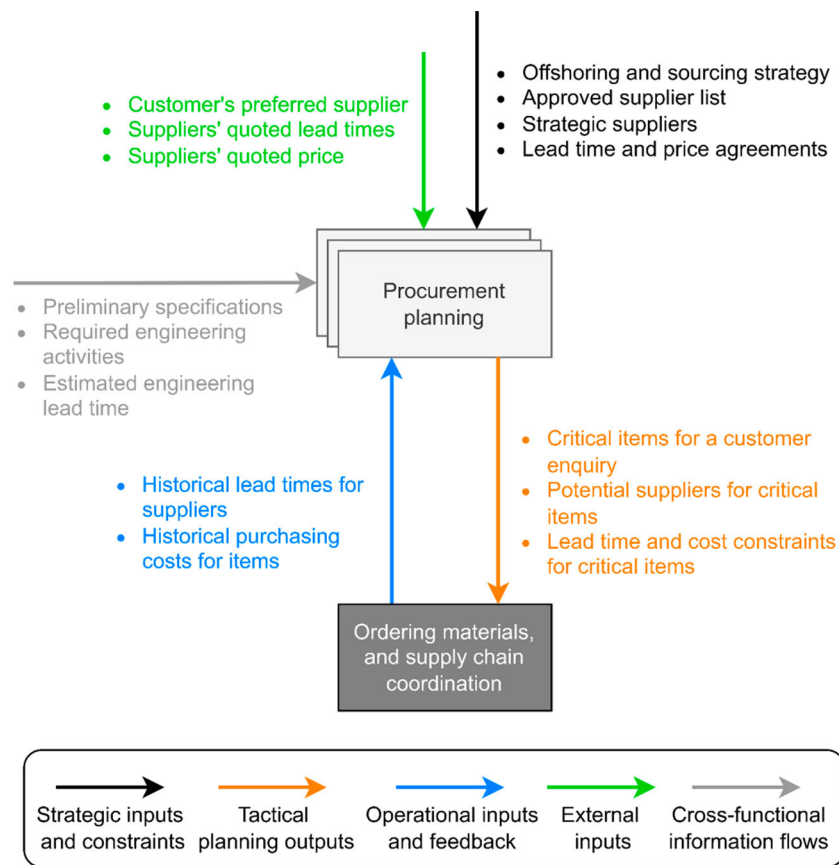 • Customer's preferred supplier
• Suppliers' quoted lead times
• Suppliers' quoted price
• Offshoring and sourcing strategy
• Approved supplier list
• Strategic suppliers
• Lead time and price agreements
Procurement
planning
• Preliminary specifications
• Required engineering
activities
• Estimated engineering
lead time
• Historical lead times for
suppliers
• Historical purchasing
costs for items
• Critical items for a customer
enquiry
• Potential suppliers for critical
items
• Lead time and cost constraints
for critical items
Ordering materials,
and supply chain
coordination
Strategic inputs
and constraints
Tactical
planning outputs
Operational inputs
and feedback
External
inputs
Cross-functional
information flows